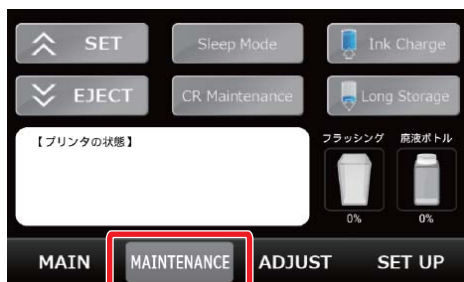 SET
Sleep Mode
Ink Charge
EJECT
CR Maintenance
Long Storage
【プリンタの状態】
フラッシング
廃液ボトル
0%
0%
MAIN
MAINTENANCE
ADJUST
SET UP